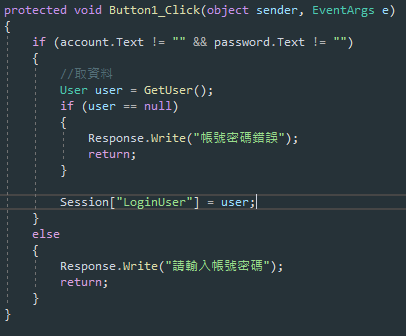 protected void Button1_Click(object sender, EventArgs e)
{
    if (account.Text != "" && password.Text != "")
    {
        //取資料
        User user = GetUser();
        if (user == null)
        {
            Response.Write("帳號密碼錯誤");
            return;
        }

        Session["LoginUser"] = user;
    }
    else
    {
        Response.Write("請輸入帳號密碼");
        return;
    }
}